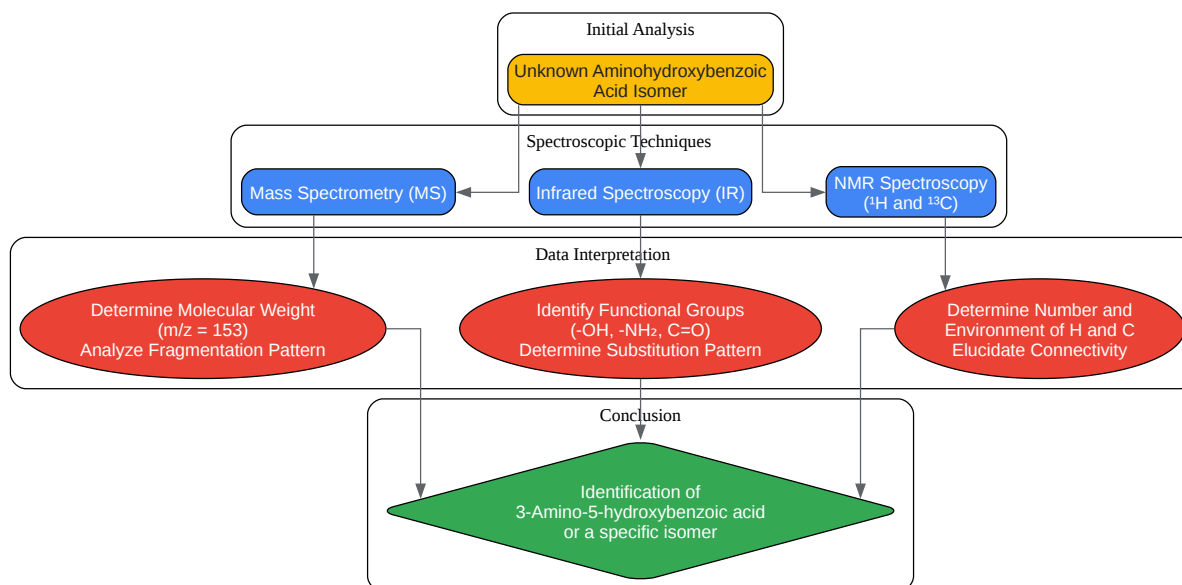 Initial Analysis
Unknown Aminohydroxybenzoic
Acid Isomer
Spectroscopic Techniques
Mass Spectrometry (MS)
Infrared Spectroscopy (IR)
NMR Spectroscopy
(¹H and ¹³C)
Data Interpretation
Determine Molecular Weight
(m/z = 153)
Analyze Fragmentation Pattern
Identify Functional Groups
(-OH, -NH₂, C=O)
Determine Substitution Pattern
Determine Number and
Environment of H and C
Elucidate Connectivity
Conclusion
Identification of
3-Amino-5-hydroxybenzoic acid
or a specific isomer